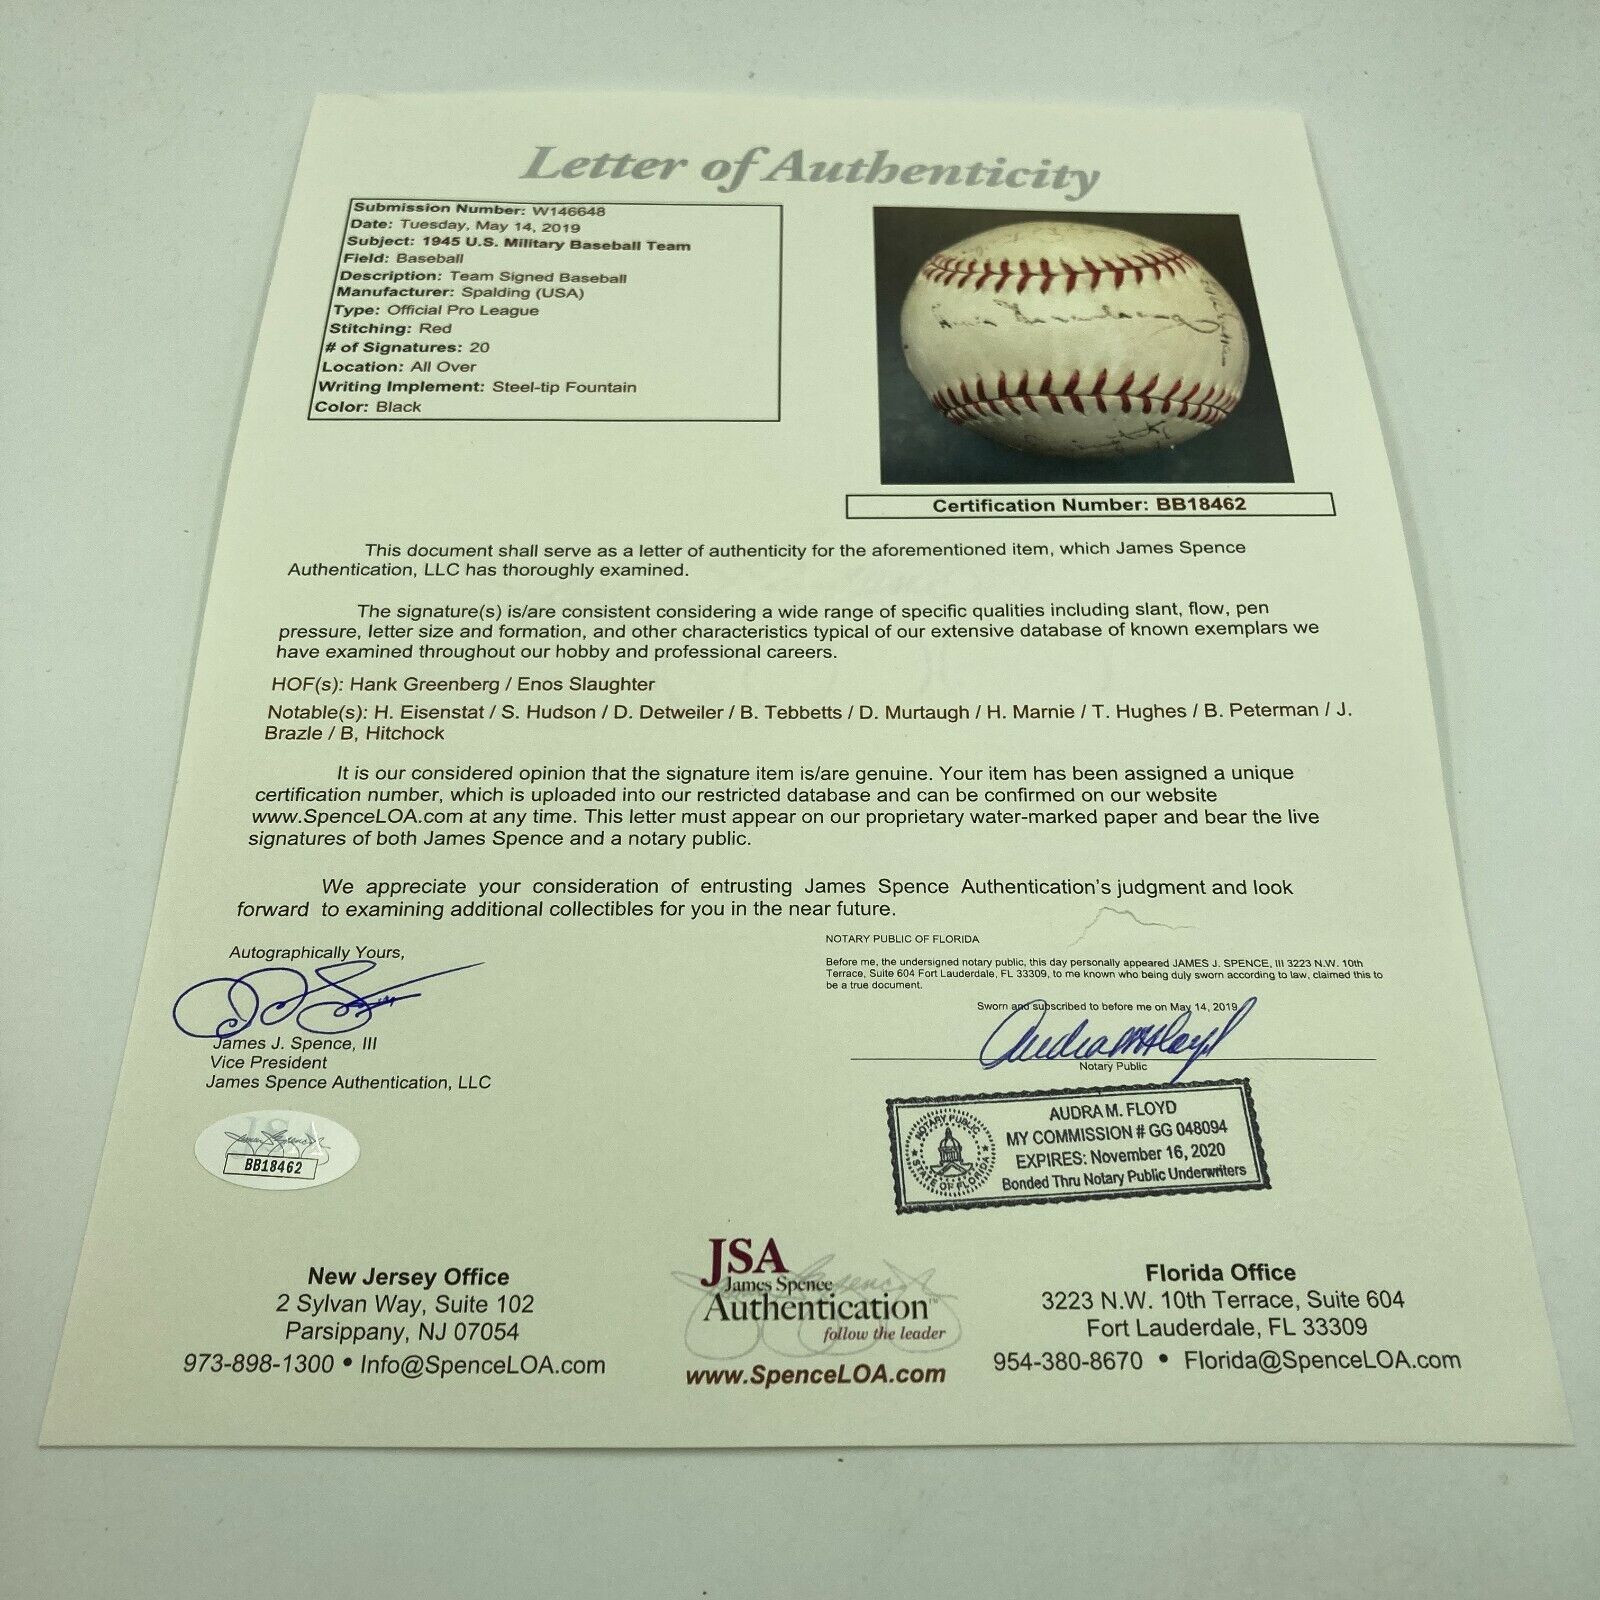 Letter of Authenticity
Submission Number: W146648
Date: Tuesday, May 14, 2019
Subject: 1945 U.S. Military Baseball Team
Field: Baseball
Description: Team Signed Baseball
Manufacturer: Spalding (USA)
Type: Official Pro League
Stitching: Red
# of Signatures: 20
Location: All Over
Writing Implement: Steel-tip Fountain
Color: Black
Certification Number: BB18462
This document shall serve as a letter of authenticity for the aforementioned item, which James Spence
Authentication, LLC has thoroughly examined.
The signature(s) is/are consistent considering a wide range of specific qualities including slant, flow, pen
pressure, letter size and formation, and other characteristics typical of our extensive database of known exemplars we
have examined throughout our hobby and professional careers.
HOF(s): Hank Greenberg / Enos Slaughter
Notable(s): H. Eisenstat / S. Hudson / D. Detweiler / B. Tebbetts / D. Murtaugh / H. Marnie / T. Hughes / B. Peterman / J.
Brazle / B, Hitchock
It is our considered opinion that the signature item is/are genuine. Your item has been assigned a unique
certification number, which is uploaded into our restricted database and can be confirmed on our website
www.SpenceLOA.com at any time. This letter must appear on our proprietary water-marked paper and bear the live
signatures of both James Spence and a notary public.
We appreciate your consideration of entrusting James Spence Authentication's judgment and look
forward to examining additional collectibles for you in the near future.
Autographically Yours,
James J. Spence, III
Vice President
James Spence Authentication, LLC
BB18462
NOTARY PUBLIC OF FLORIDA
Before me, the undersigned notary public, this day personally appeared JAMES J. SPENCE, III 3223 N.W. 10th
Terrace, Suite 604 Fort Lauderdale, FL 33309, to me known who being duly sworn according to law, claimed this to
be a true document.
Sworn and subscribed to before me on May 14, 2019
Audra M Floyd
Notary Public
NOTARY PUBLIC
STATE OF FLORIDA
AUDRA M. FLOYD
MY COMMISSION # GG 048094
EXPIRES: November 16, 2020
Bonded Thru Notary Public Underwriters
New Jersey Office
2 Sylvan Way, Suite 102
Parsippany, NJ 07054
973-898-1300 • Info@SpenceLOA.com
JSA
James Spence
Authentication™
follow the leader
www.SpenceLOA.com
Florida Office
3223 N.W. 10th Terrace, Suite 604
Fort Lauderdale, FL 33309
954-380-8670 • Florida@SpenceLOA.com